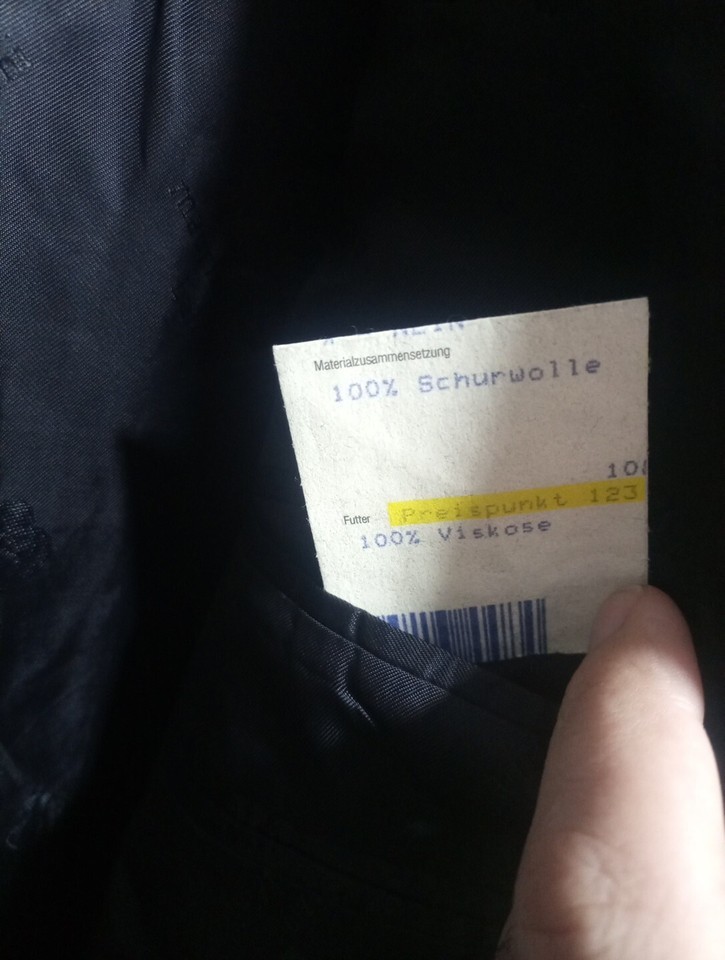 Materialzusammensetzung
100% Schurwolle
Preispunkt 123
Futter
100% Viskose